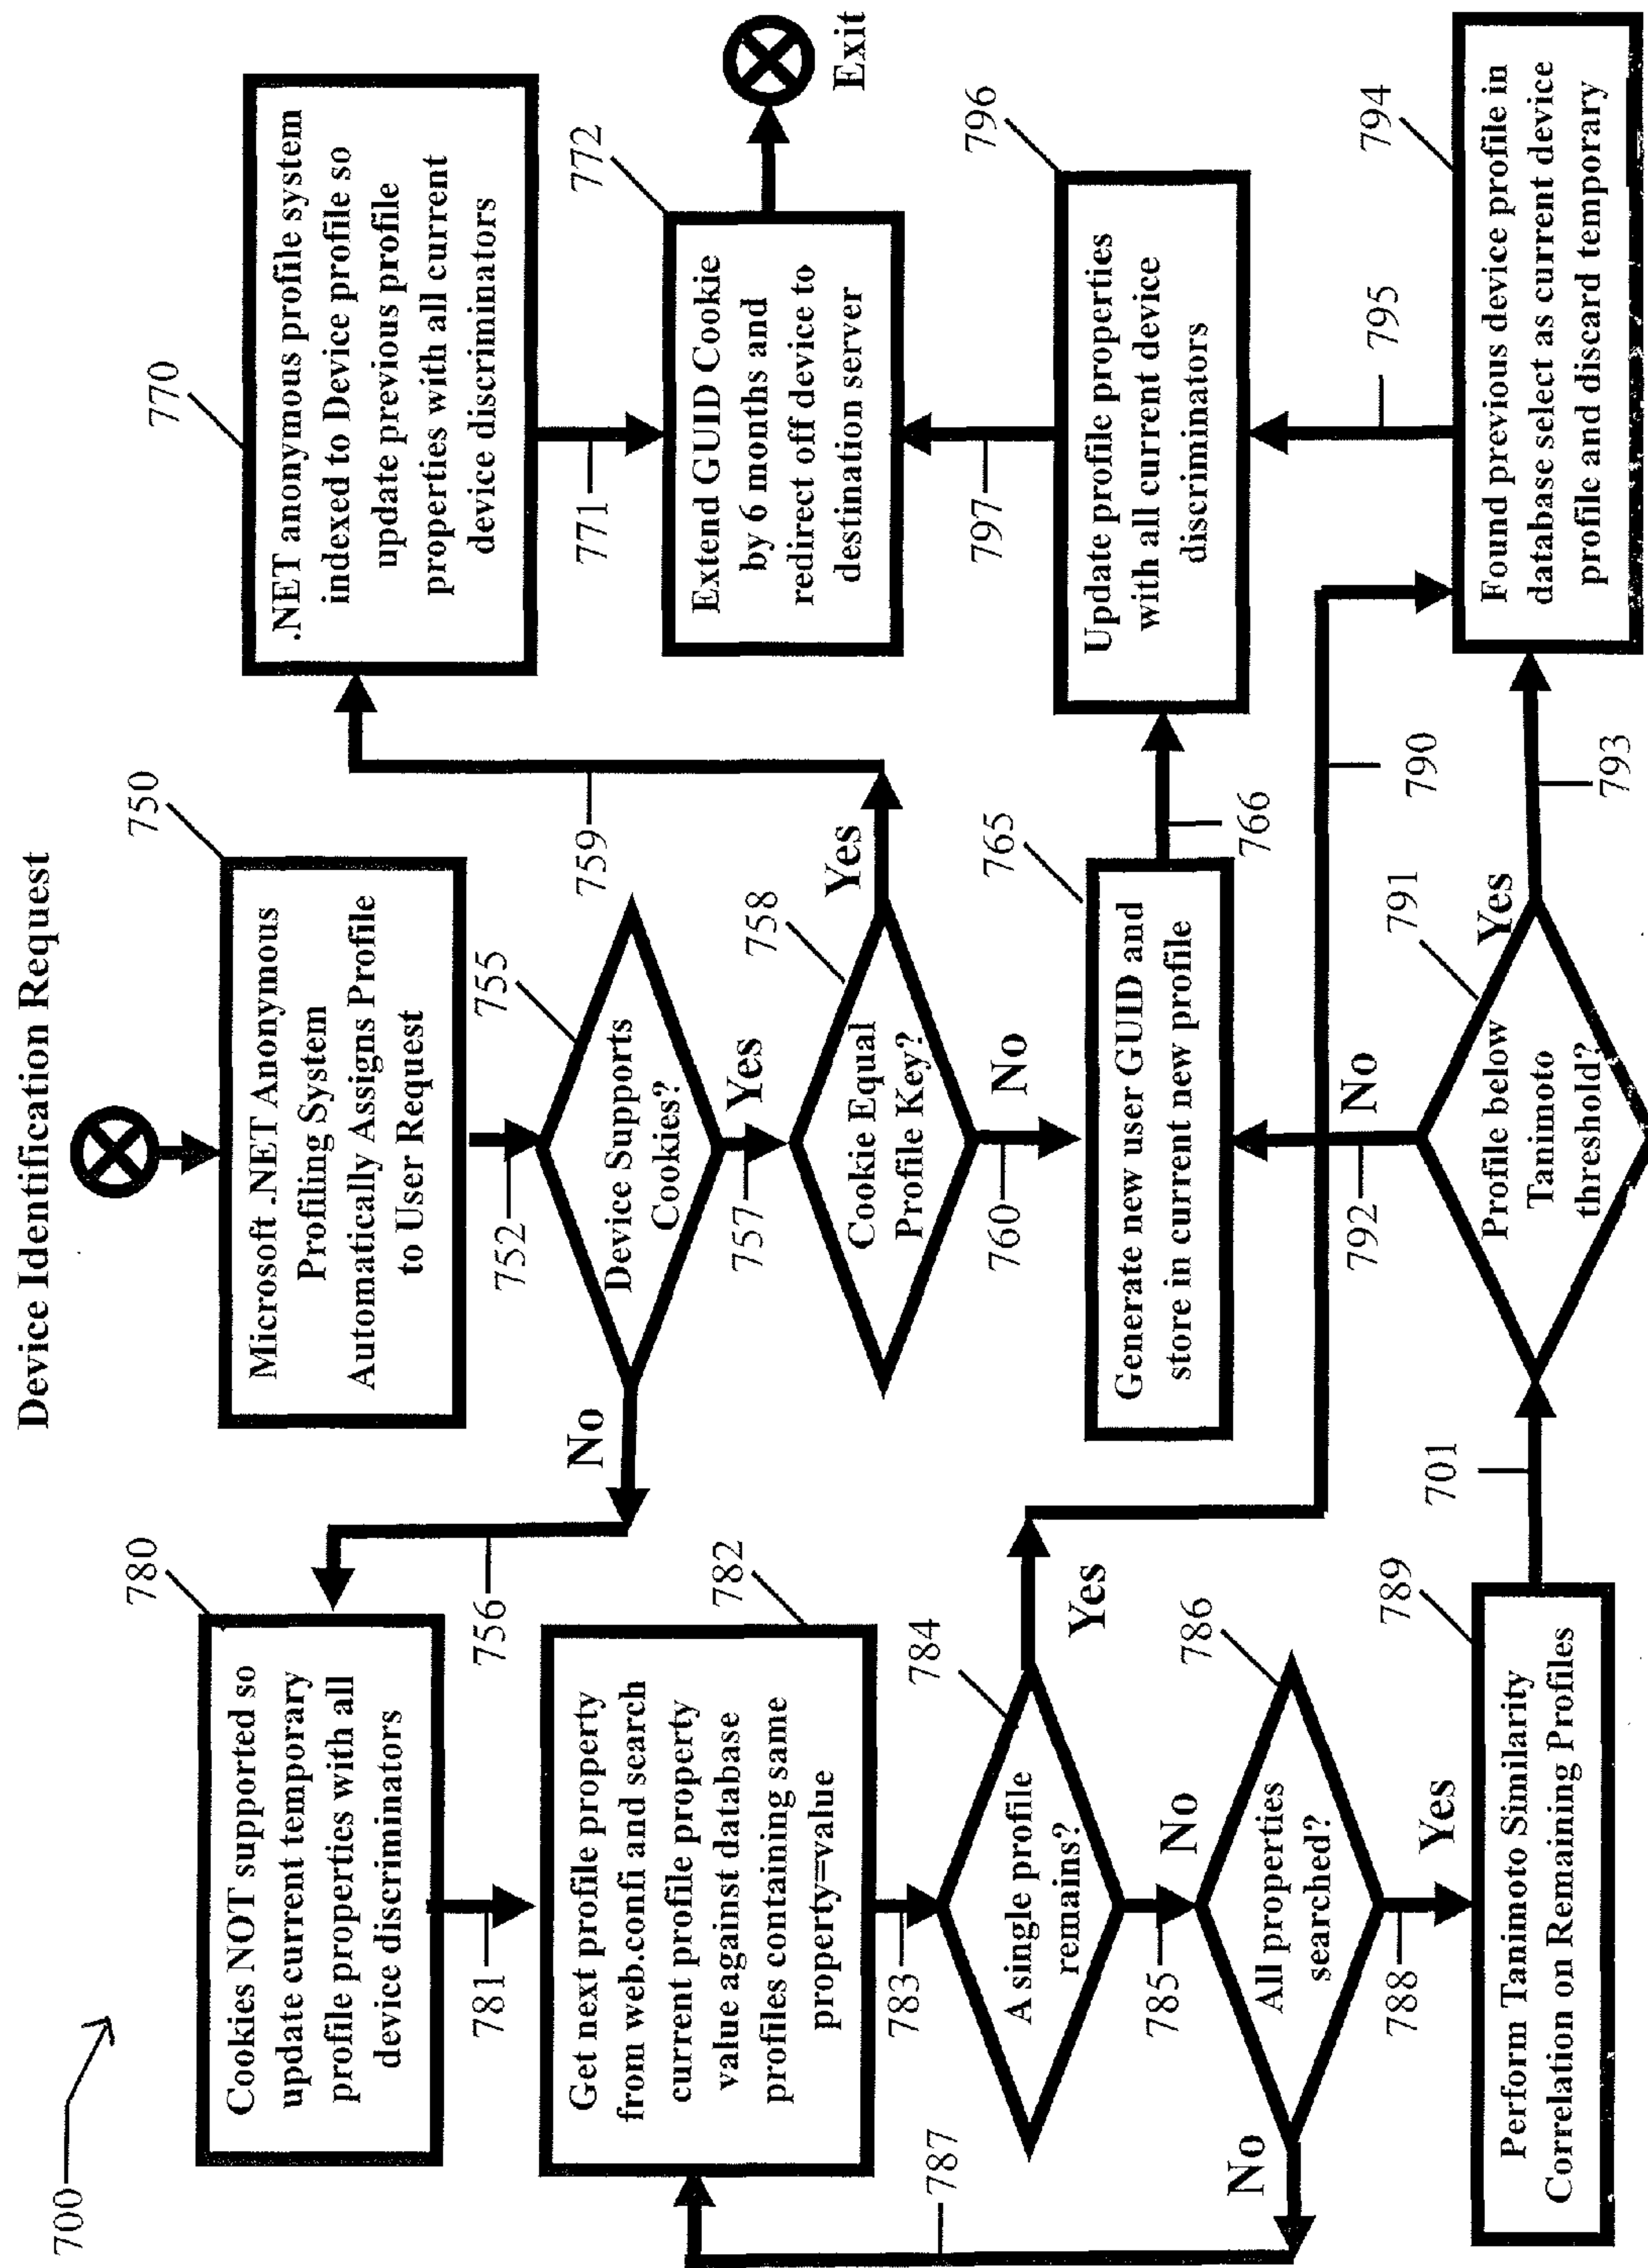 Device Identification Request
700
750
Microsoft .NET Anonymous
Profiling System
Automatically Assigns Profile
to User Request
752
755
Device Supports
Cookies?
No
756
Yes
757
758
Cookie Equal
Profile Key?
Yes
759
No
760
770
.NET anonymous profile system
indexed to Device profile so
update previous profile
properties with all current
device discriminators
771
772
Extend GUID Cookie
by 6 months and
redirect off device to
destination server
Exit
765
Generate new user GUID and
store in current new profile
766
796
Update profile properties
with all current device
discriminators
797
780
Cookies NOT supported so
update current temporary
profile properties with all
device discriminators
781
782
Get next profile property
from web.confi and search
current profile property
value against database
profiles containing same
property=value
783
784
A single profile
remains?
Yes
790
No
785
786
All properties
searched?
No
787
Yes
788
789
Perform Tanimoto Similarity
Correlation on Remaining Profiles
701
791
Profile below
Tanimoto
threshold?
No
792
Yes
793
794
Found previous device profile in
database select as current device
profile and discard temporary
795